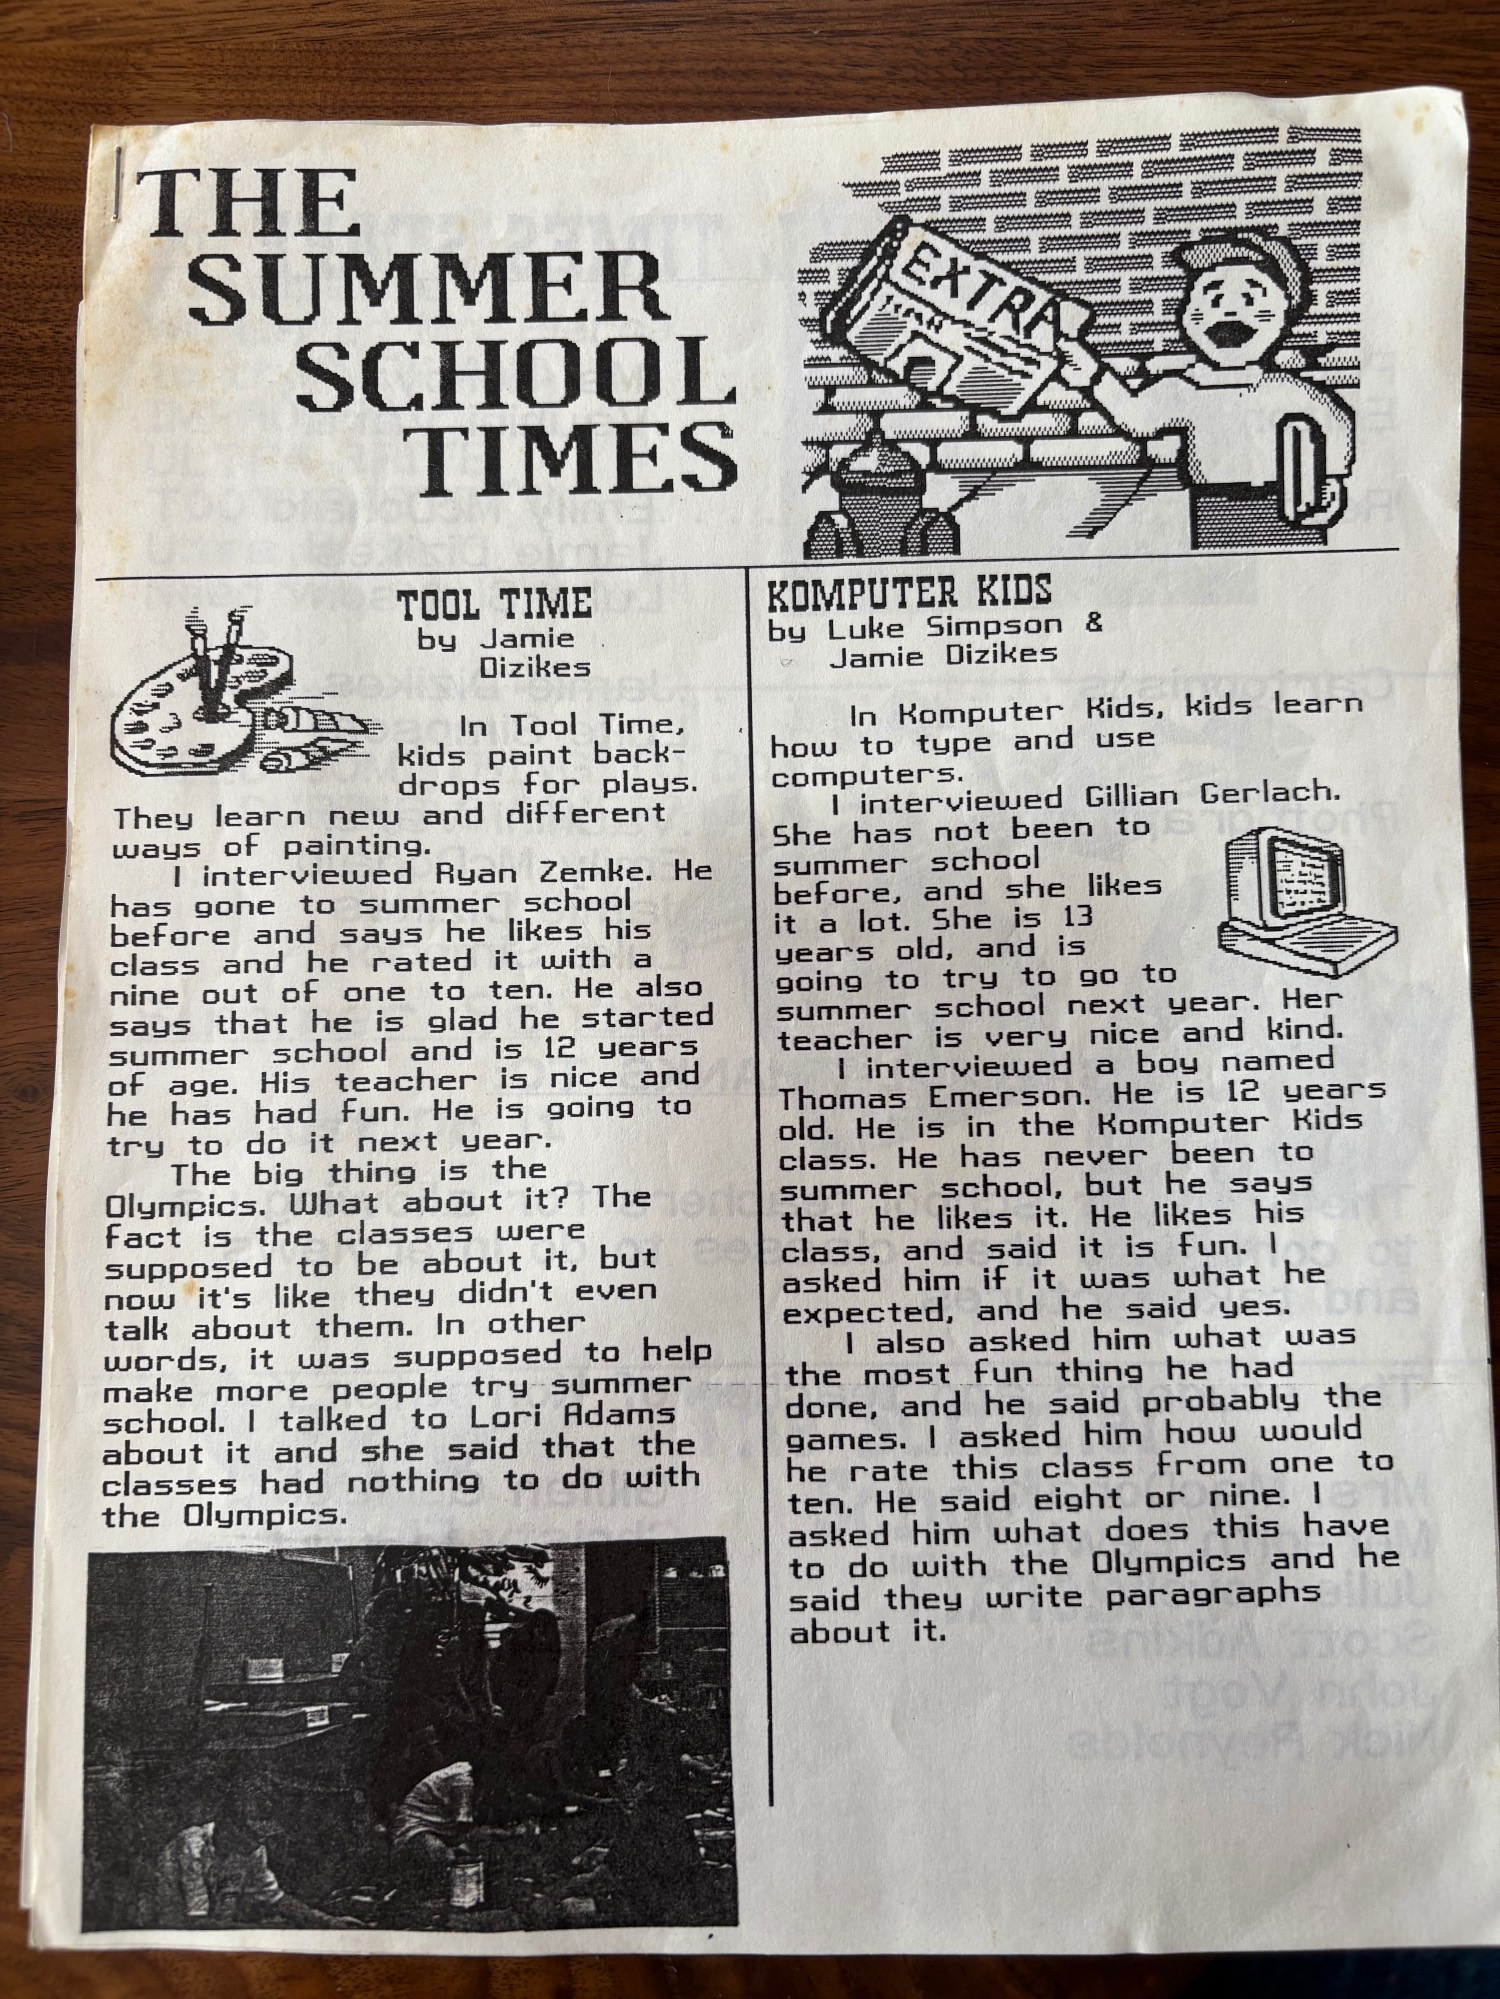 THE
SUMMER
SCHOOL
TIMES
EXTRA
TOOL TIME
by Jamie
Dizikes
In Tool Time,
kids paint back-
drops for plays.
They learn new and different
ways of painting.
I interviewed Ryan Zemke. He
has gone to summer school
before and says he likes his
class and he rated it with a
nine out of one to ten. He also
says that he is glad he started
summer school and is 12 years
of age. His teacher is nice and
he has had fun. He is going to
try to do it next year.
The big thing is the
Olympics. What about it? The
fact is the classes were
supposed to be about it, but
now it's like they didn't even
talk about them. In other
words, it was supposed to help
make more people try summer
school. I talked to Lori Adams
about it and she said that the
classes had nothing to do with
the Olympics.
KOMPUTER KIDS
by Luke Simpson &
Jamie Dizikes
In Komputer Kids, kids learn
how to type and use
computers.
I interviewed Gillian Gerlach.
She has not been to
summer school
before, and she likes
it a lot. She is 13
years old, and is
going to try to go to
summer school next year. Her
teacher is very nice and kind.
I interviewed a boy named
Thomas Emerson. He is 12 years
old. He is in the Komputer Kids
class. He has never been to
summer school, but he says
that he likes it. He likes his
class, and said it is fun. I
asked him if it was what he
expected, and he said yes.
I also asked him what was
the most fun thing he had
done, and he said probably the
games. I asked him how would
he rate this class from one to
ten. He said eight or nine. I
asked him what does this have
to do with the Olympics and he
said they write paragraphs
about it.